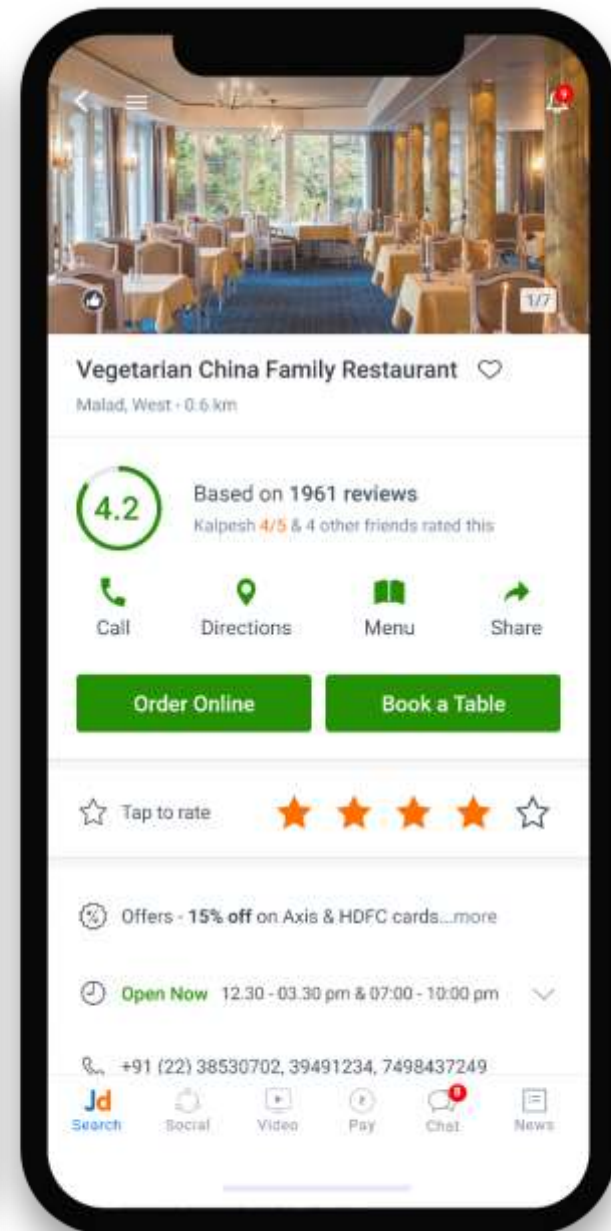 9
1/7
Vegetarian China Family Restaurant
Malad, West - 0.6 km
4.2
Based on 1961 reviews
Kalpesh 4/5 & 4 other friends rated this
Call Directions Menu Share
Order Online Book a Table
Tap to rate
Offers - 15% off on Axis & HDFC cards...more
Open Now 12.30 - 03.30 pm & 07:00 - 10:00 pm
+91 (22) 38530702, 39491234, 7498437249
Jd 8
Search Social Video Pay Chat News